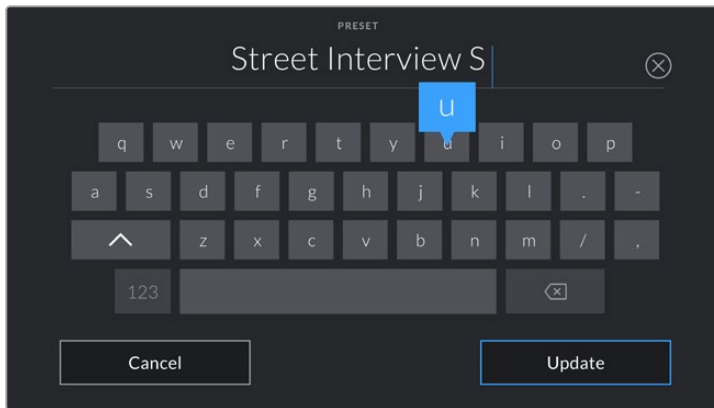 PRESET
Street Interview S
u
q w e r t y u i o p
a s d f g h j k l . -
z x c v b n m / ,
123
Cancel Update